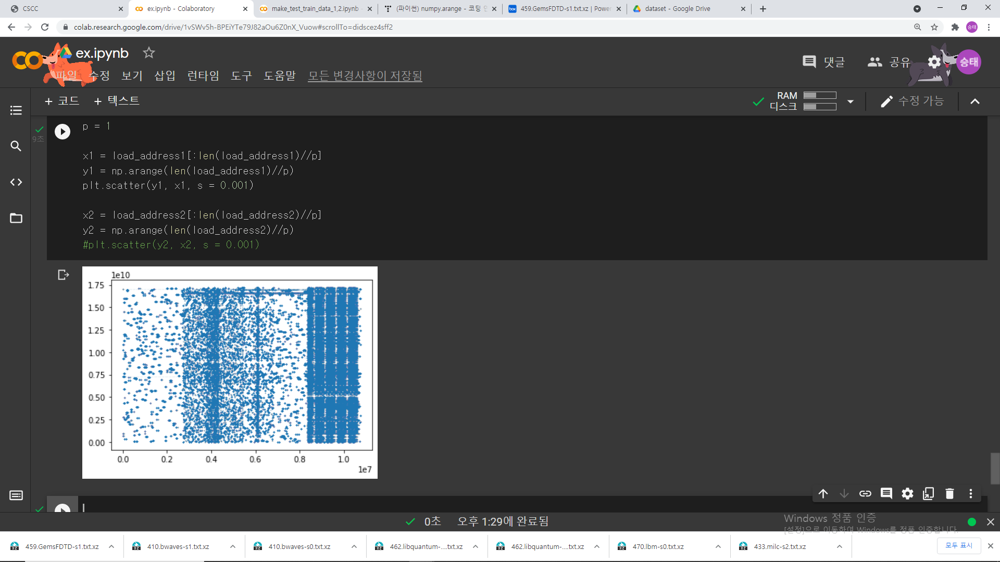 CSCC
ex.ipynb - Colaboratory
make_test_train_data_1,2.ipynb
(파이썬) numpy.arange - 코딩
459.GemsFDTD-s1.txt.xz | Power
dataset - Google Drive
colab.research.google.com/drive/1vSWv5h-BPEiYTe79J82aOu6Z0nX_Vuow#scrollTo=didscez4sff2
승태
ex.ipynb
댓글
공유
승태
파일 수정 보기 삽입 런타임 도구 도움말 모든 변경사항이 저장됨
+ 코드 + 텍스트
RAM
디스크
수정 가능
9초
p = 1
x1 = load_address1[:len(load_address1)//p]
y1 = np.arange(len(load_address1)//p)
plt.scatter(y1, x1, s = 0.001)
x2 = load_address2[:len(load_address2)//p]
y2 = np.arange(len(load_address2)//p)
#plt.scatter(y2, x2, s = 0.001)
1e10
1.75
1.50
1.25
1.00
0.75
0.50
0.25
0.00
0.0 0.2 0.4 0.6 0.8 1.0
1e7
0초 오후 1:29에 완료됨
Windows 정품 인증
[설정]으로 이동하여 Windows를 정품 인증합니다.
459.GemsFDTD-s1.txt.xz
410.bwaves-s1.txt.xz
410.bwaves-s0.txt.xz
462.libquantum-....txt.xz
462.libquantum-....txt.xz
470.lbm-s0.txt.xz
433.milc-s2.txt.xz
모두 표시